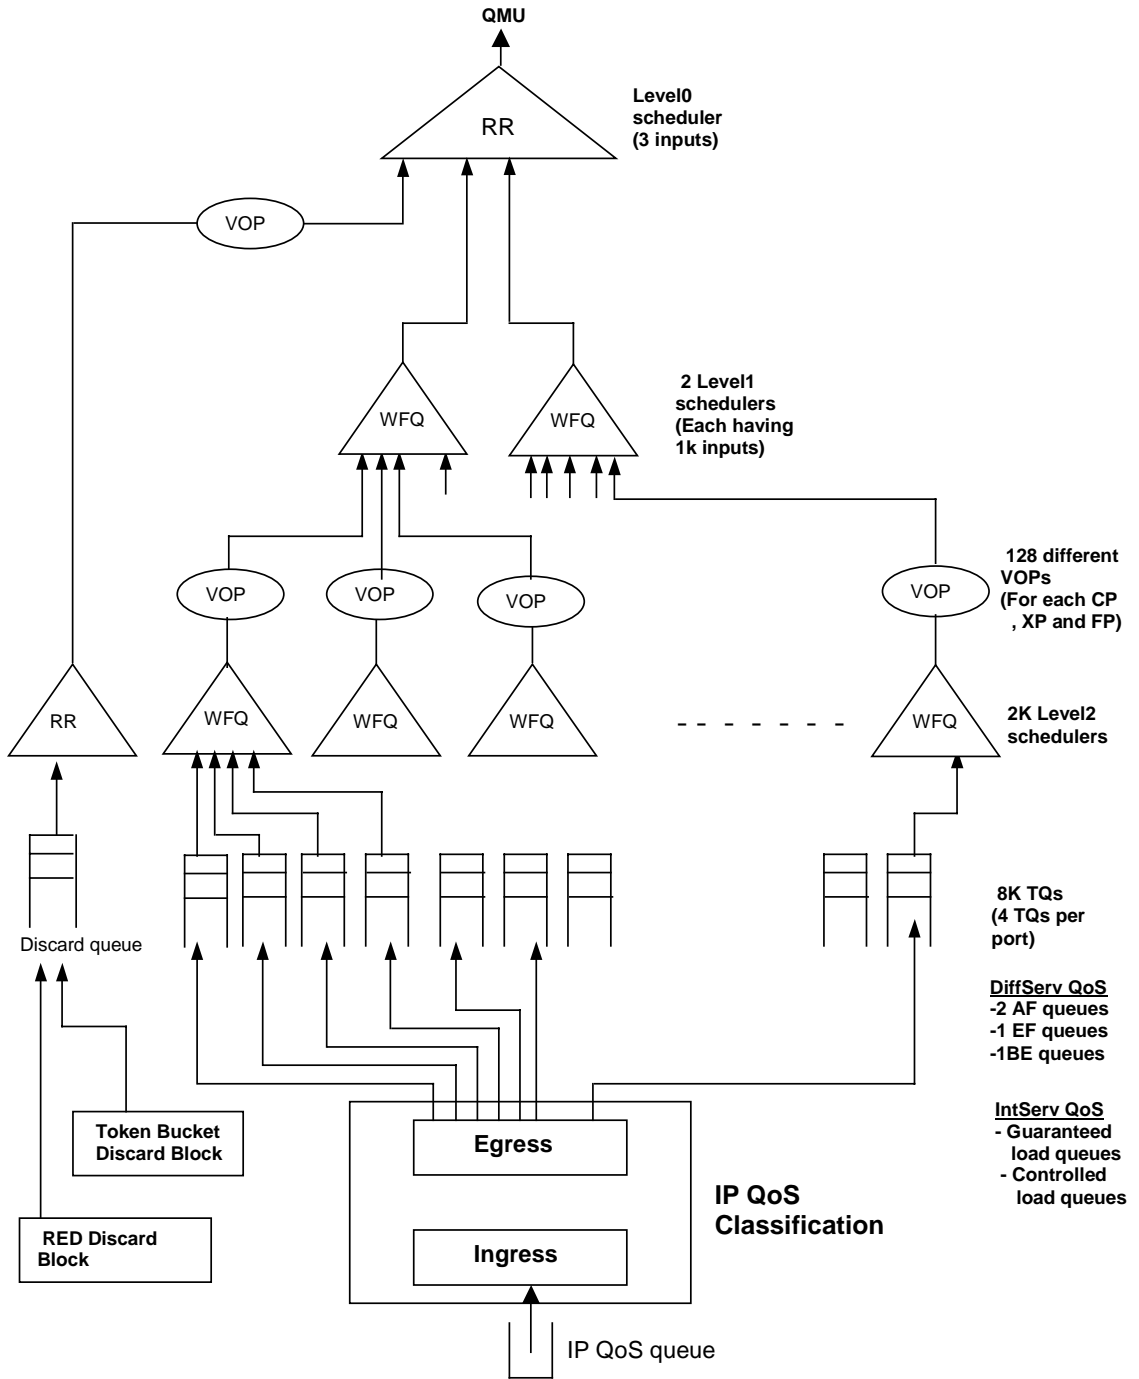 QMU
Level0
scheduler
(3 inputs)
RR
VOP
2 Level1
schedulers
(Each having
1k inputs)
WFQ
WFQ
128 different
VOPs
(For each CP
, XP and FP)
VOP
VOP
VOP
VOP
RR
WFQ
WFQ
WFQ
WFQ
2K Level2
schedulers
- - - - - - -
8K TQs
(4 TQs per
port)
Discard queue
DiffServ QoS
-2 AF queues
-1 EF queues
-1BE queues
IntServ QoS
- Guaranteed
load queues
- Controlled
load queues
Token Bucket
Discard Block
Egress
IP QoS
Classification
RED Discard
Block
Ingress
IP QoS queue